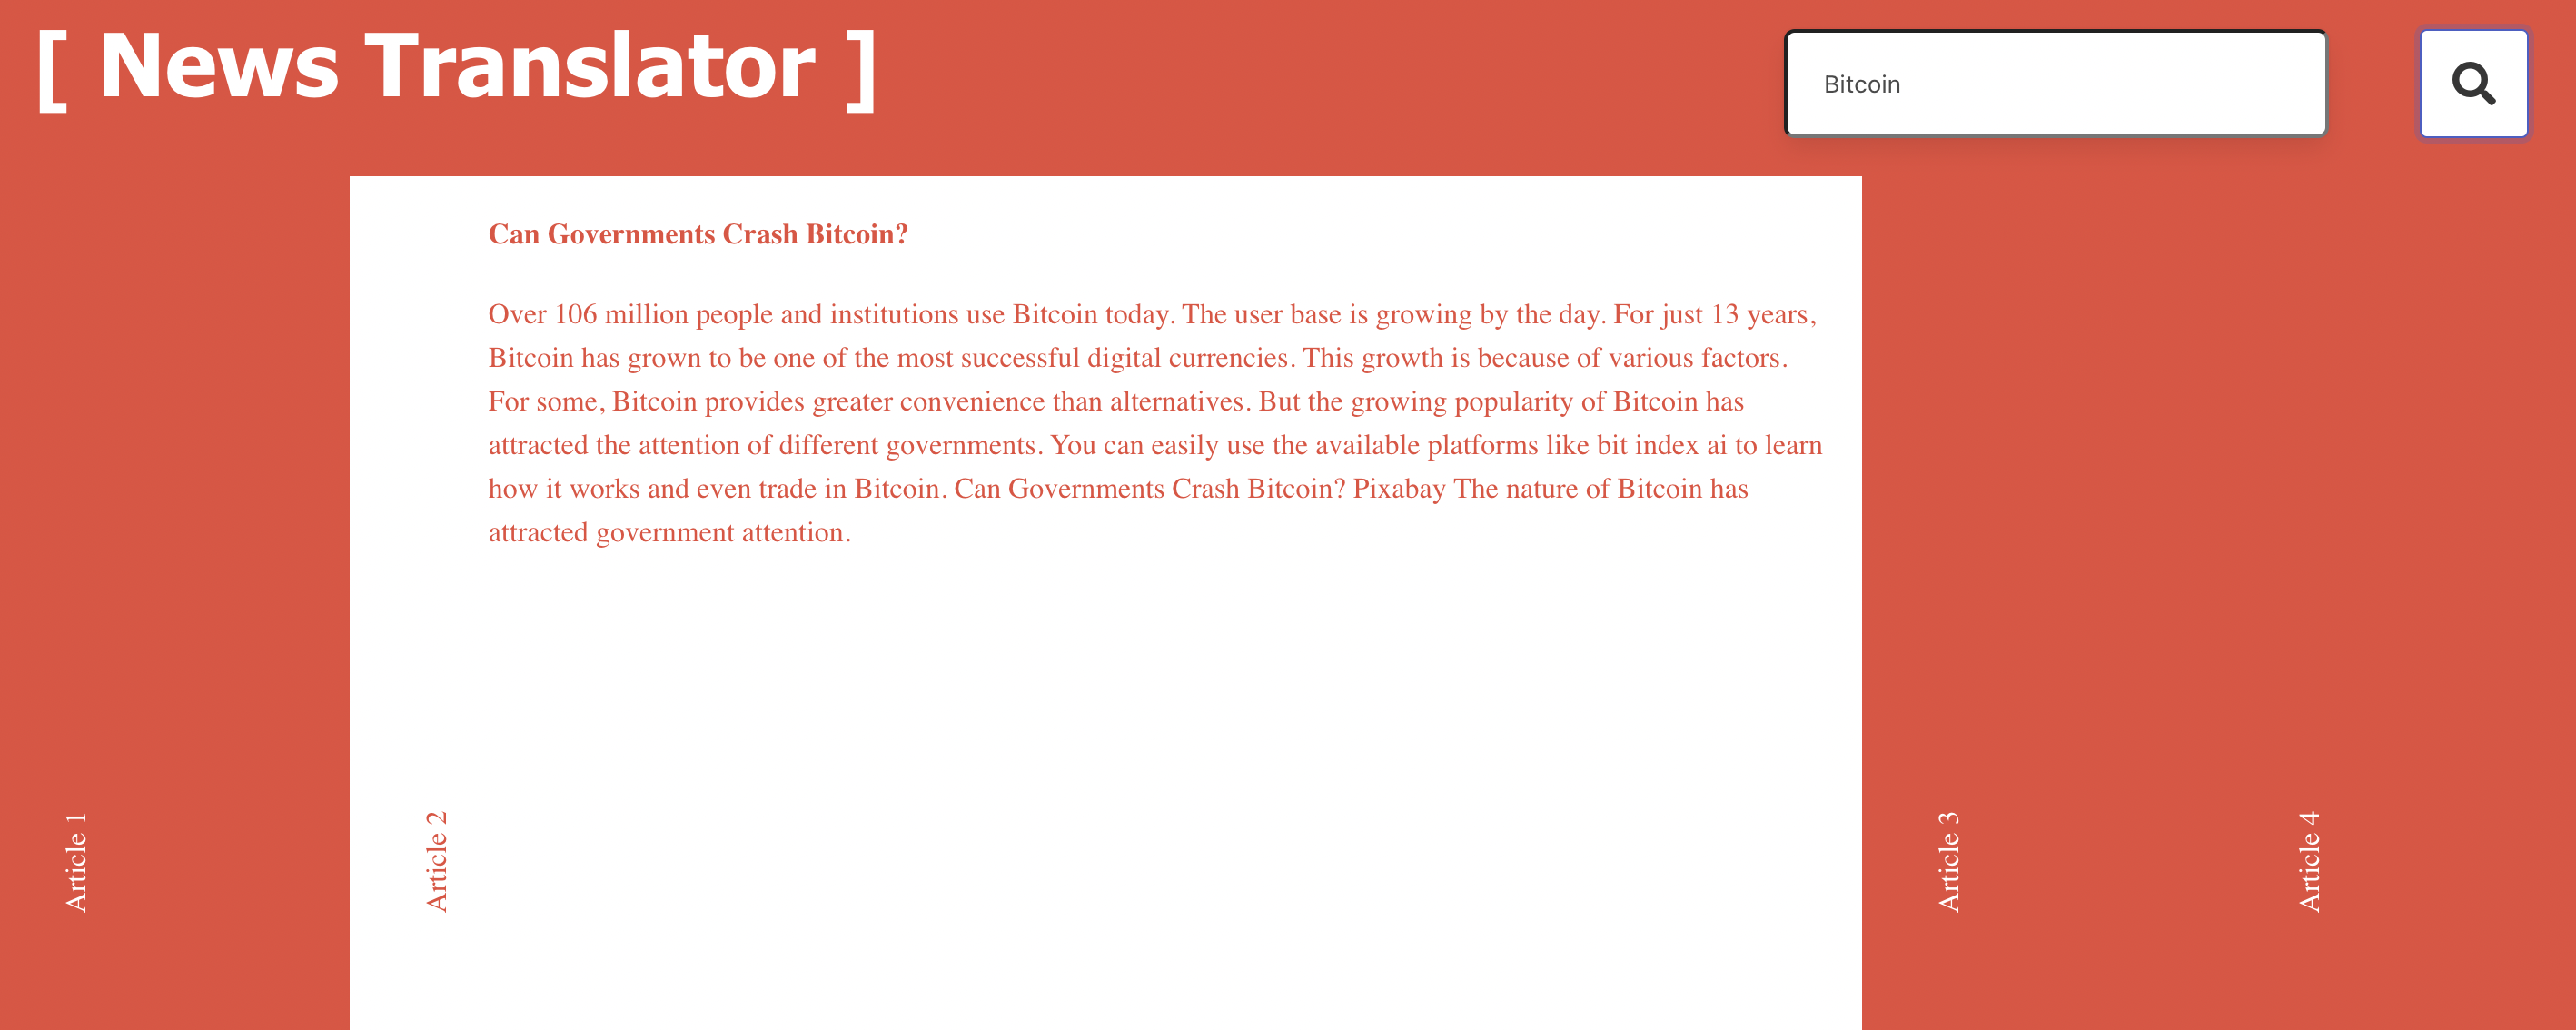 [ News Translator ]
Bitcoin
Can Governments Crash Bitcoin?
Over 106 million people and institutions use Bitcoin today. The user base is growing by the day. For just 13 years,
Bitcoin has grown to be one of the most successful digital currencies. This growth is because of various factors.
For some, Bitcoin provides greater convenience than alternatives. But the growing popularity of Bitcoin has
attracted the attention of different governments. You can easily use the available platforms like bit index ai to learn
how it works and even trade in Bitcoin. Can Governments Crash Bitcoin? Pixabay The nature of Bitcoin has
attracted government attention.
Article 1
Article 2
Article 3
Article 4